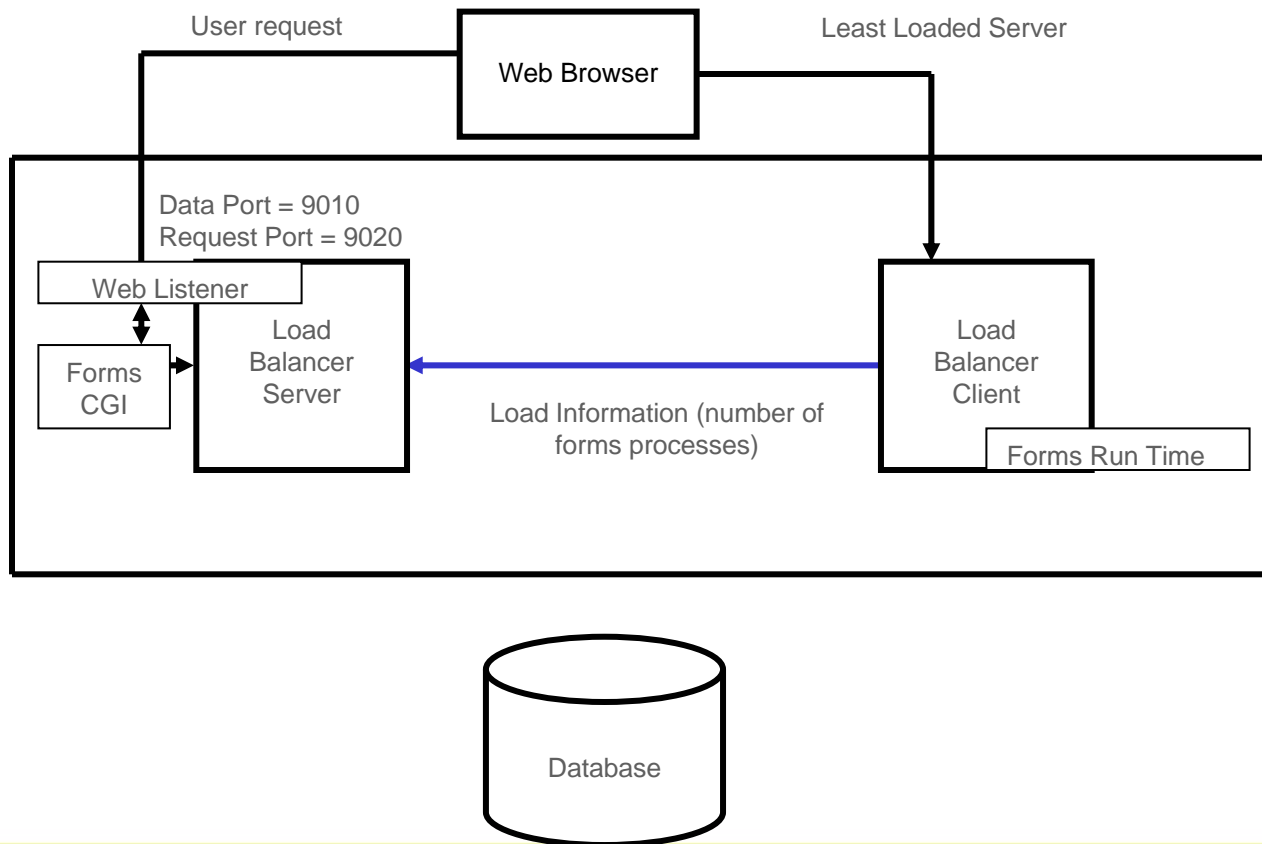 User request
Least Loaded Server
Web Browser
Data Port = 9010
Request Port = 9020
Web Listener
Load
Balancer
Server
Forms
CGI
Load Information (number of
forms processes)
Load
Balancer
Client
Forms Run Time
Database